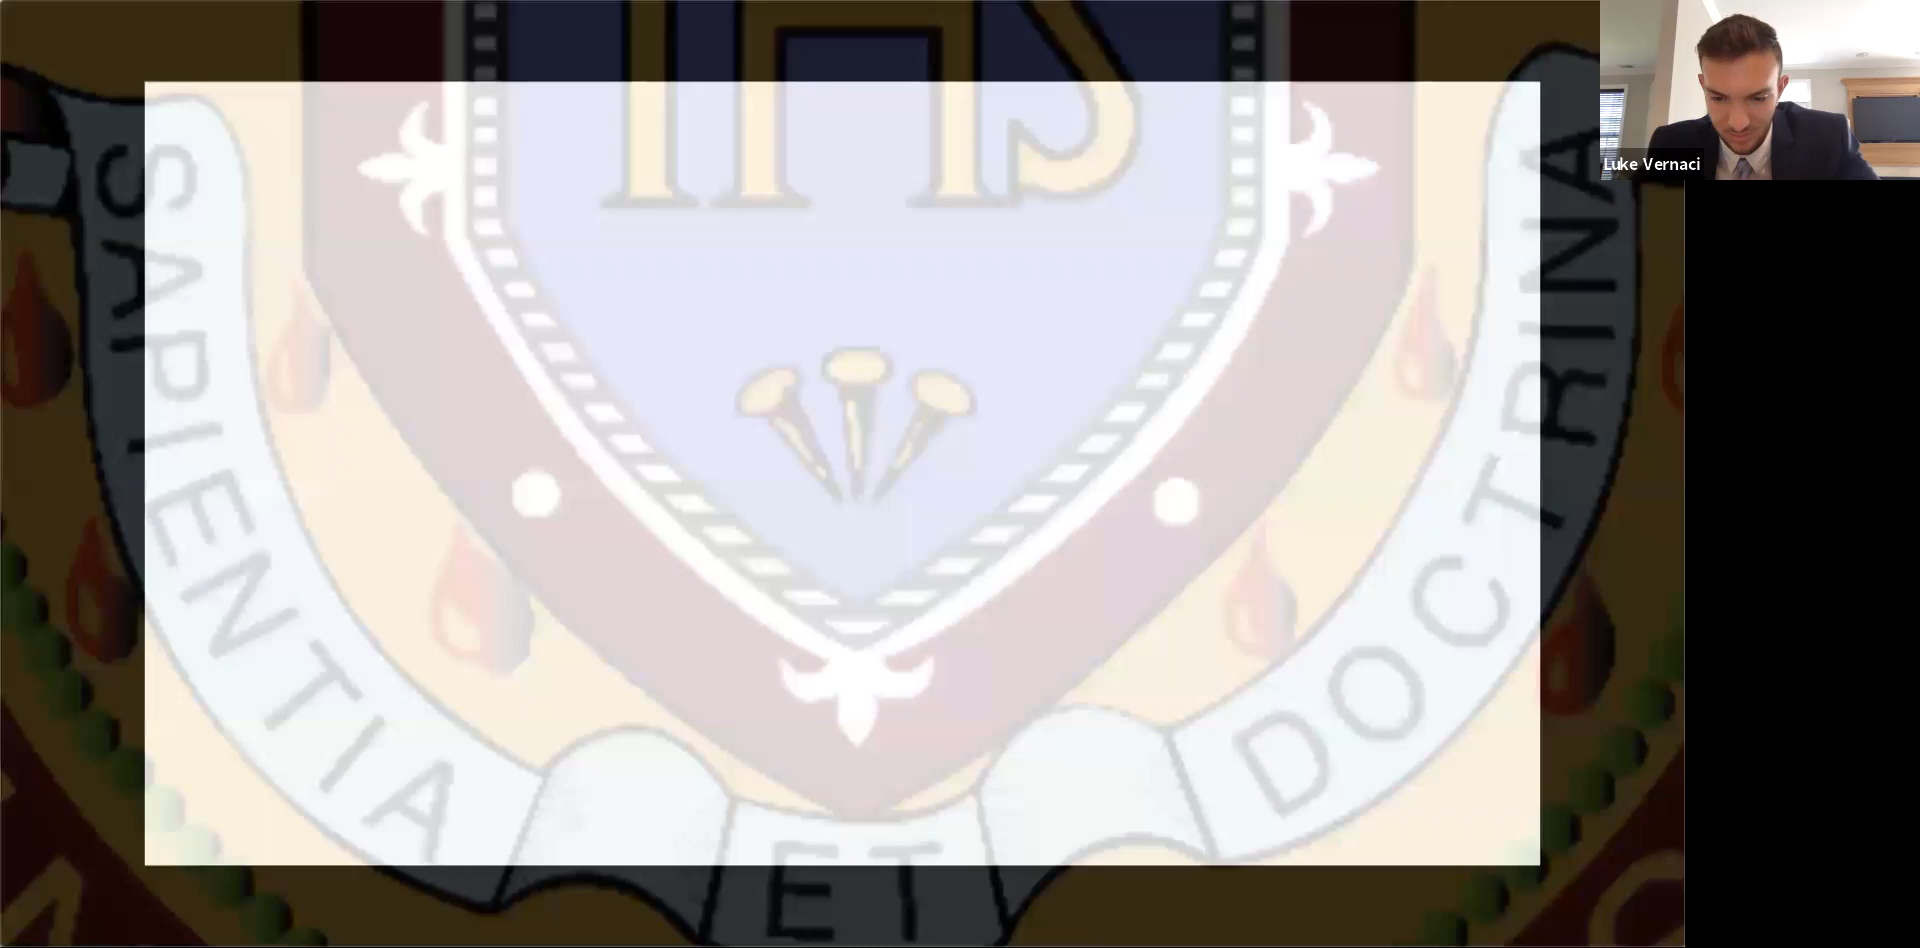 IHS
SAPIENTIA
ET
DOCTRINA
Luke Vernaci